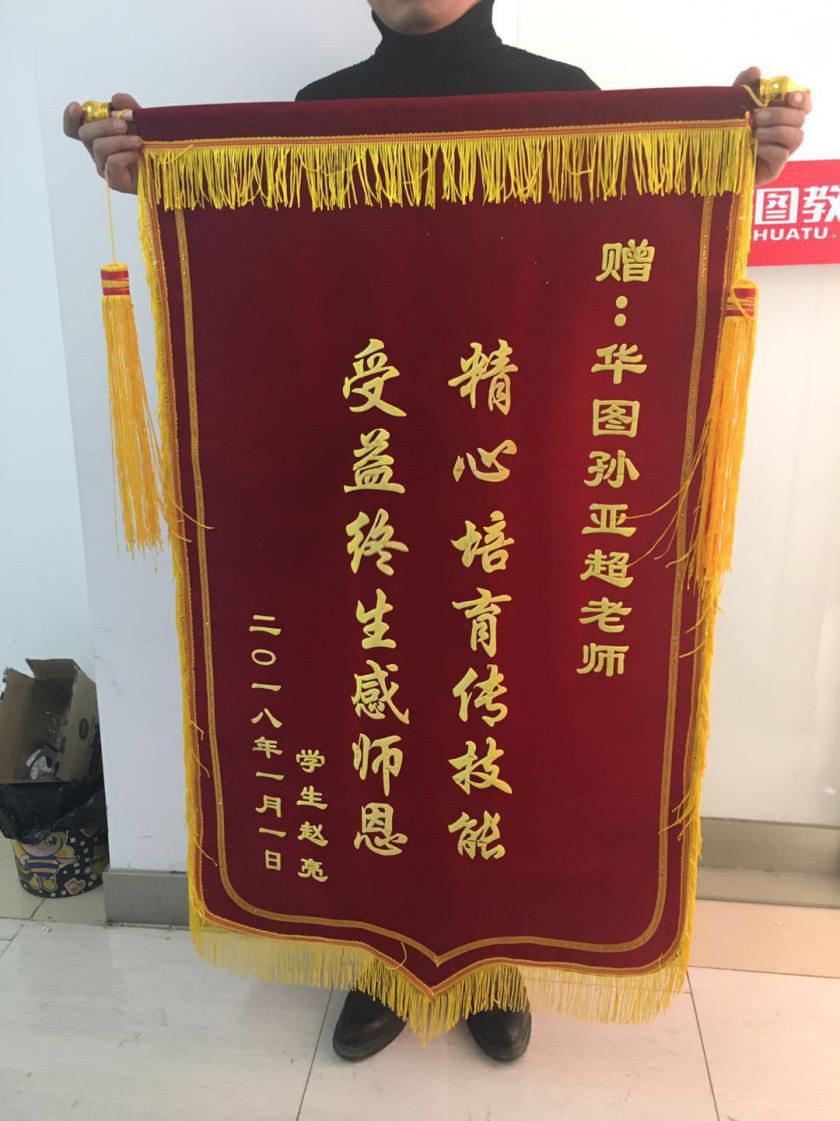 赠：华图孙亚超老师
精心培育传技能
受益终生感师恩
学生赵亮
二〇一八年一月一日
图教
HUATU.